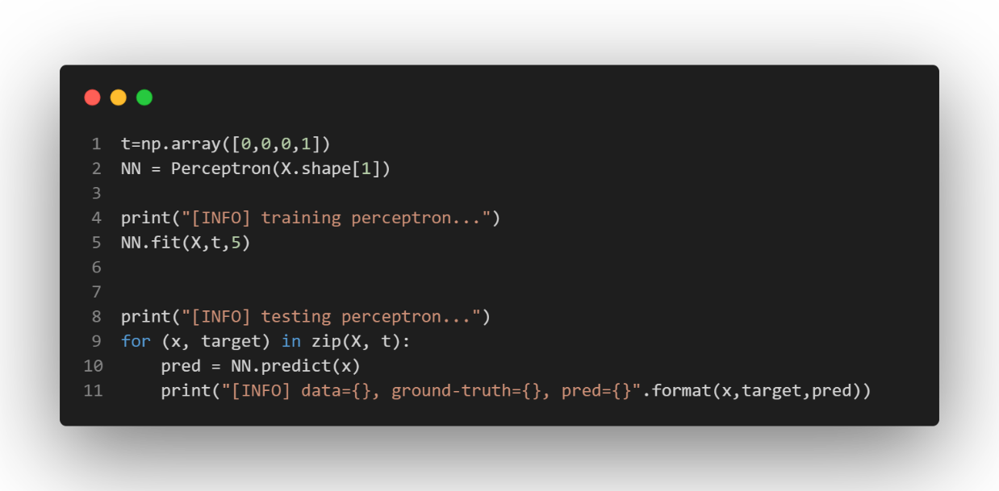 1 t=np.array([0,0,0,1])
2 NN = Perceptron(X.shape[1])
3
4 print("[INFO] training perceptron...")
5 NN.fit(X,t,5)
6
7
8 print("[INFO] testing perceptron...")
9 for (x, target) in zip(X, t):
10     pred = NN.predict(x)
11     print("[INFO] data={}, ground-truth={}, pred={}".format(x,target,pred))